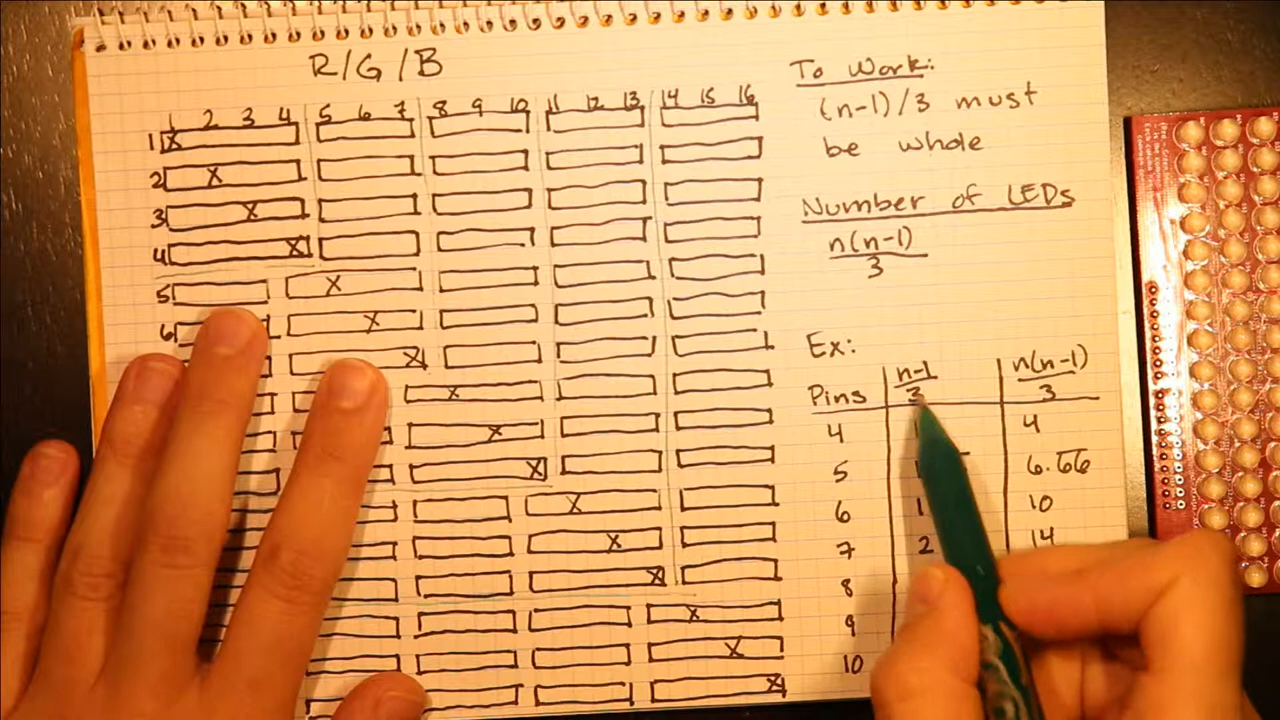 R/G/B
1 2 3 4 5 6 7 8 9 10 11 12 13 14 15 16
1 X
2 X
3 X
4 X
5 X
6 X
X
X
X
X
X
X
X
X
X
X
To Work:
(n-1)/3 must
be whole
Number of LEDs
n(n-1)
3
Ex:
Pins n-1/3 n(n-1)/3
4 4
5 6.66
6 10
7 2 14
8
9
10